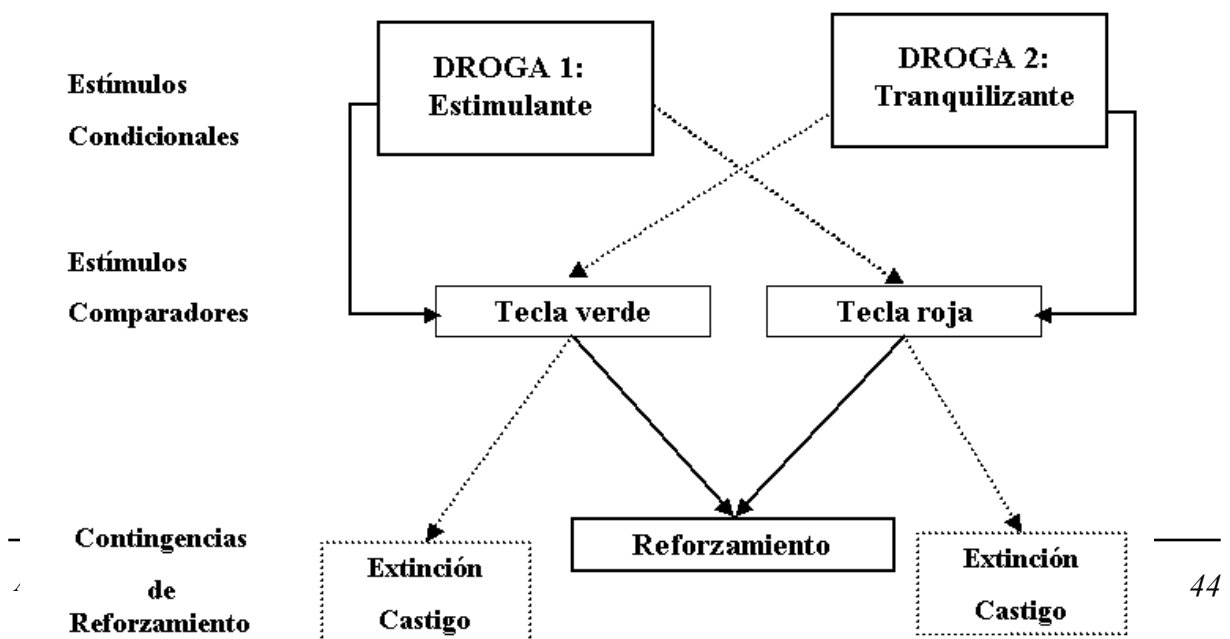 DROGA 1:
Estimulante
DROGA 2:
Tranquilizante
Estímulos
Condicionales
Estímulos
Comparadores
Tecla verde
Tecla roja
Contingencias
de
Reforzamiento
Extinción
Castigo
Reforzamiento
Extinción
Castigo
44